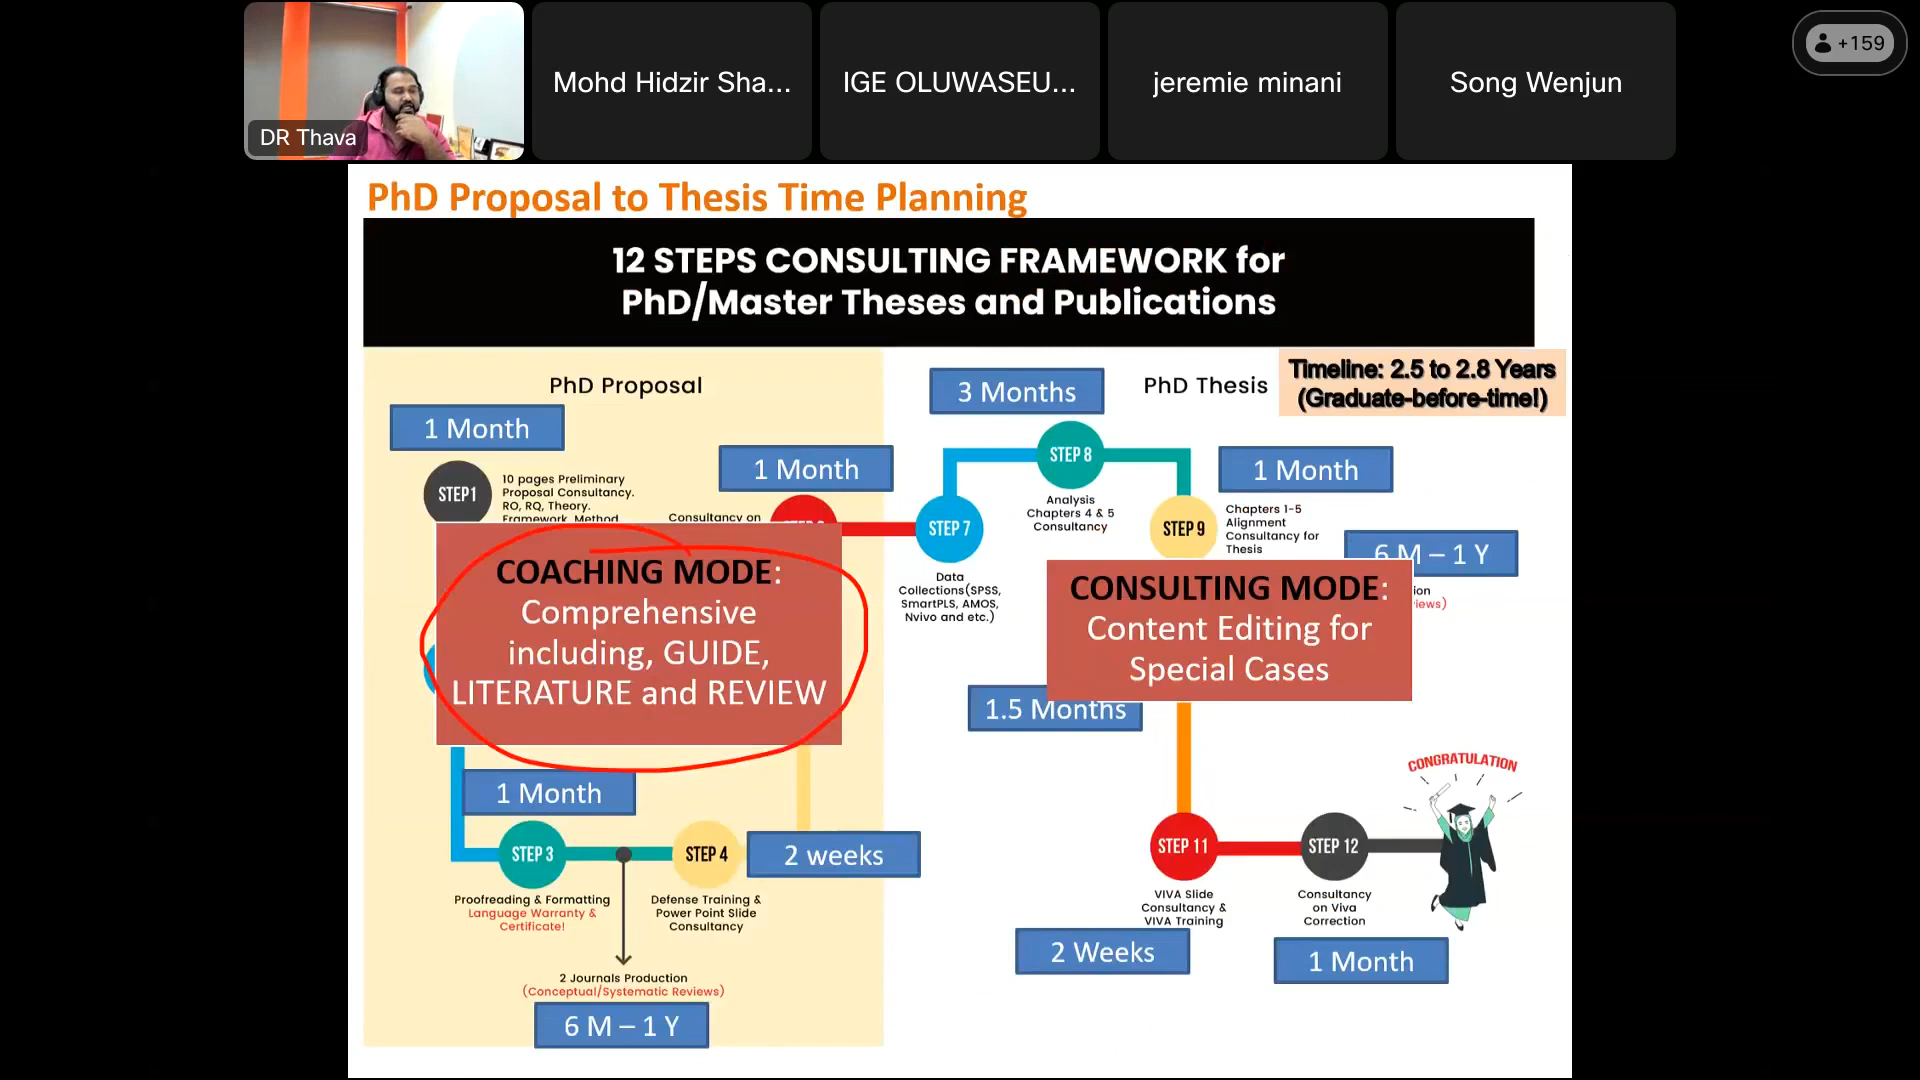 DR Thava
Mohd Hidzir Sha...
IGE OLUWASEU...
jeremie minani
Song Wenjun
+159
PhD Proposal to Thesis Time Planning
12 STEPS CONSULTING FRAMEWORK for
PhD/Master Theses and Publications
PhD Proposal
1 Month
STEP1
10 pages Preliminary
Proposal Consultancy.
RO, RQ, Theory.
Framework, Method
1 Month
Consultancy on
COACHING MODE:
Comprehensive
including, GUIDE,
LITERATURE and REVIEW
1 Month
STEP 3
Proofreading & Formatting
Language Warranty &
Certificate!
STEP 4
Defense Training &
Power Point Slide
Consultancy
2 weeks
2 Journals Production
(Conceptual/Systematic Reviews)
6 M – 1 Y
PhD Thesis
Timeline: 2.5 to 2.8 Years
(Graduate-before-time!)
3 Months
STEP 7
Data
Collections(SPSS,
SmartPLS, AMOS,
Nvivo and etc.)
STEP 8
Analysis
Chapters 4 & 5
Consultancy
1 Month
STEP 9
Chapters 1-5
Alignment
Consultancy for
Thesis
6 M – 1 Y
CONSULTING MODE:
Content Editing for
Special Cases
1.5 Months
STEP 11
VIVA Slide
Consultancy &
VIVA Training
2 Weeks
STEP 12
Consultancy
on Viva
Correction
1 Month
CONGRATULATION